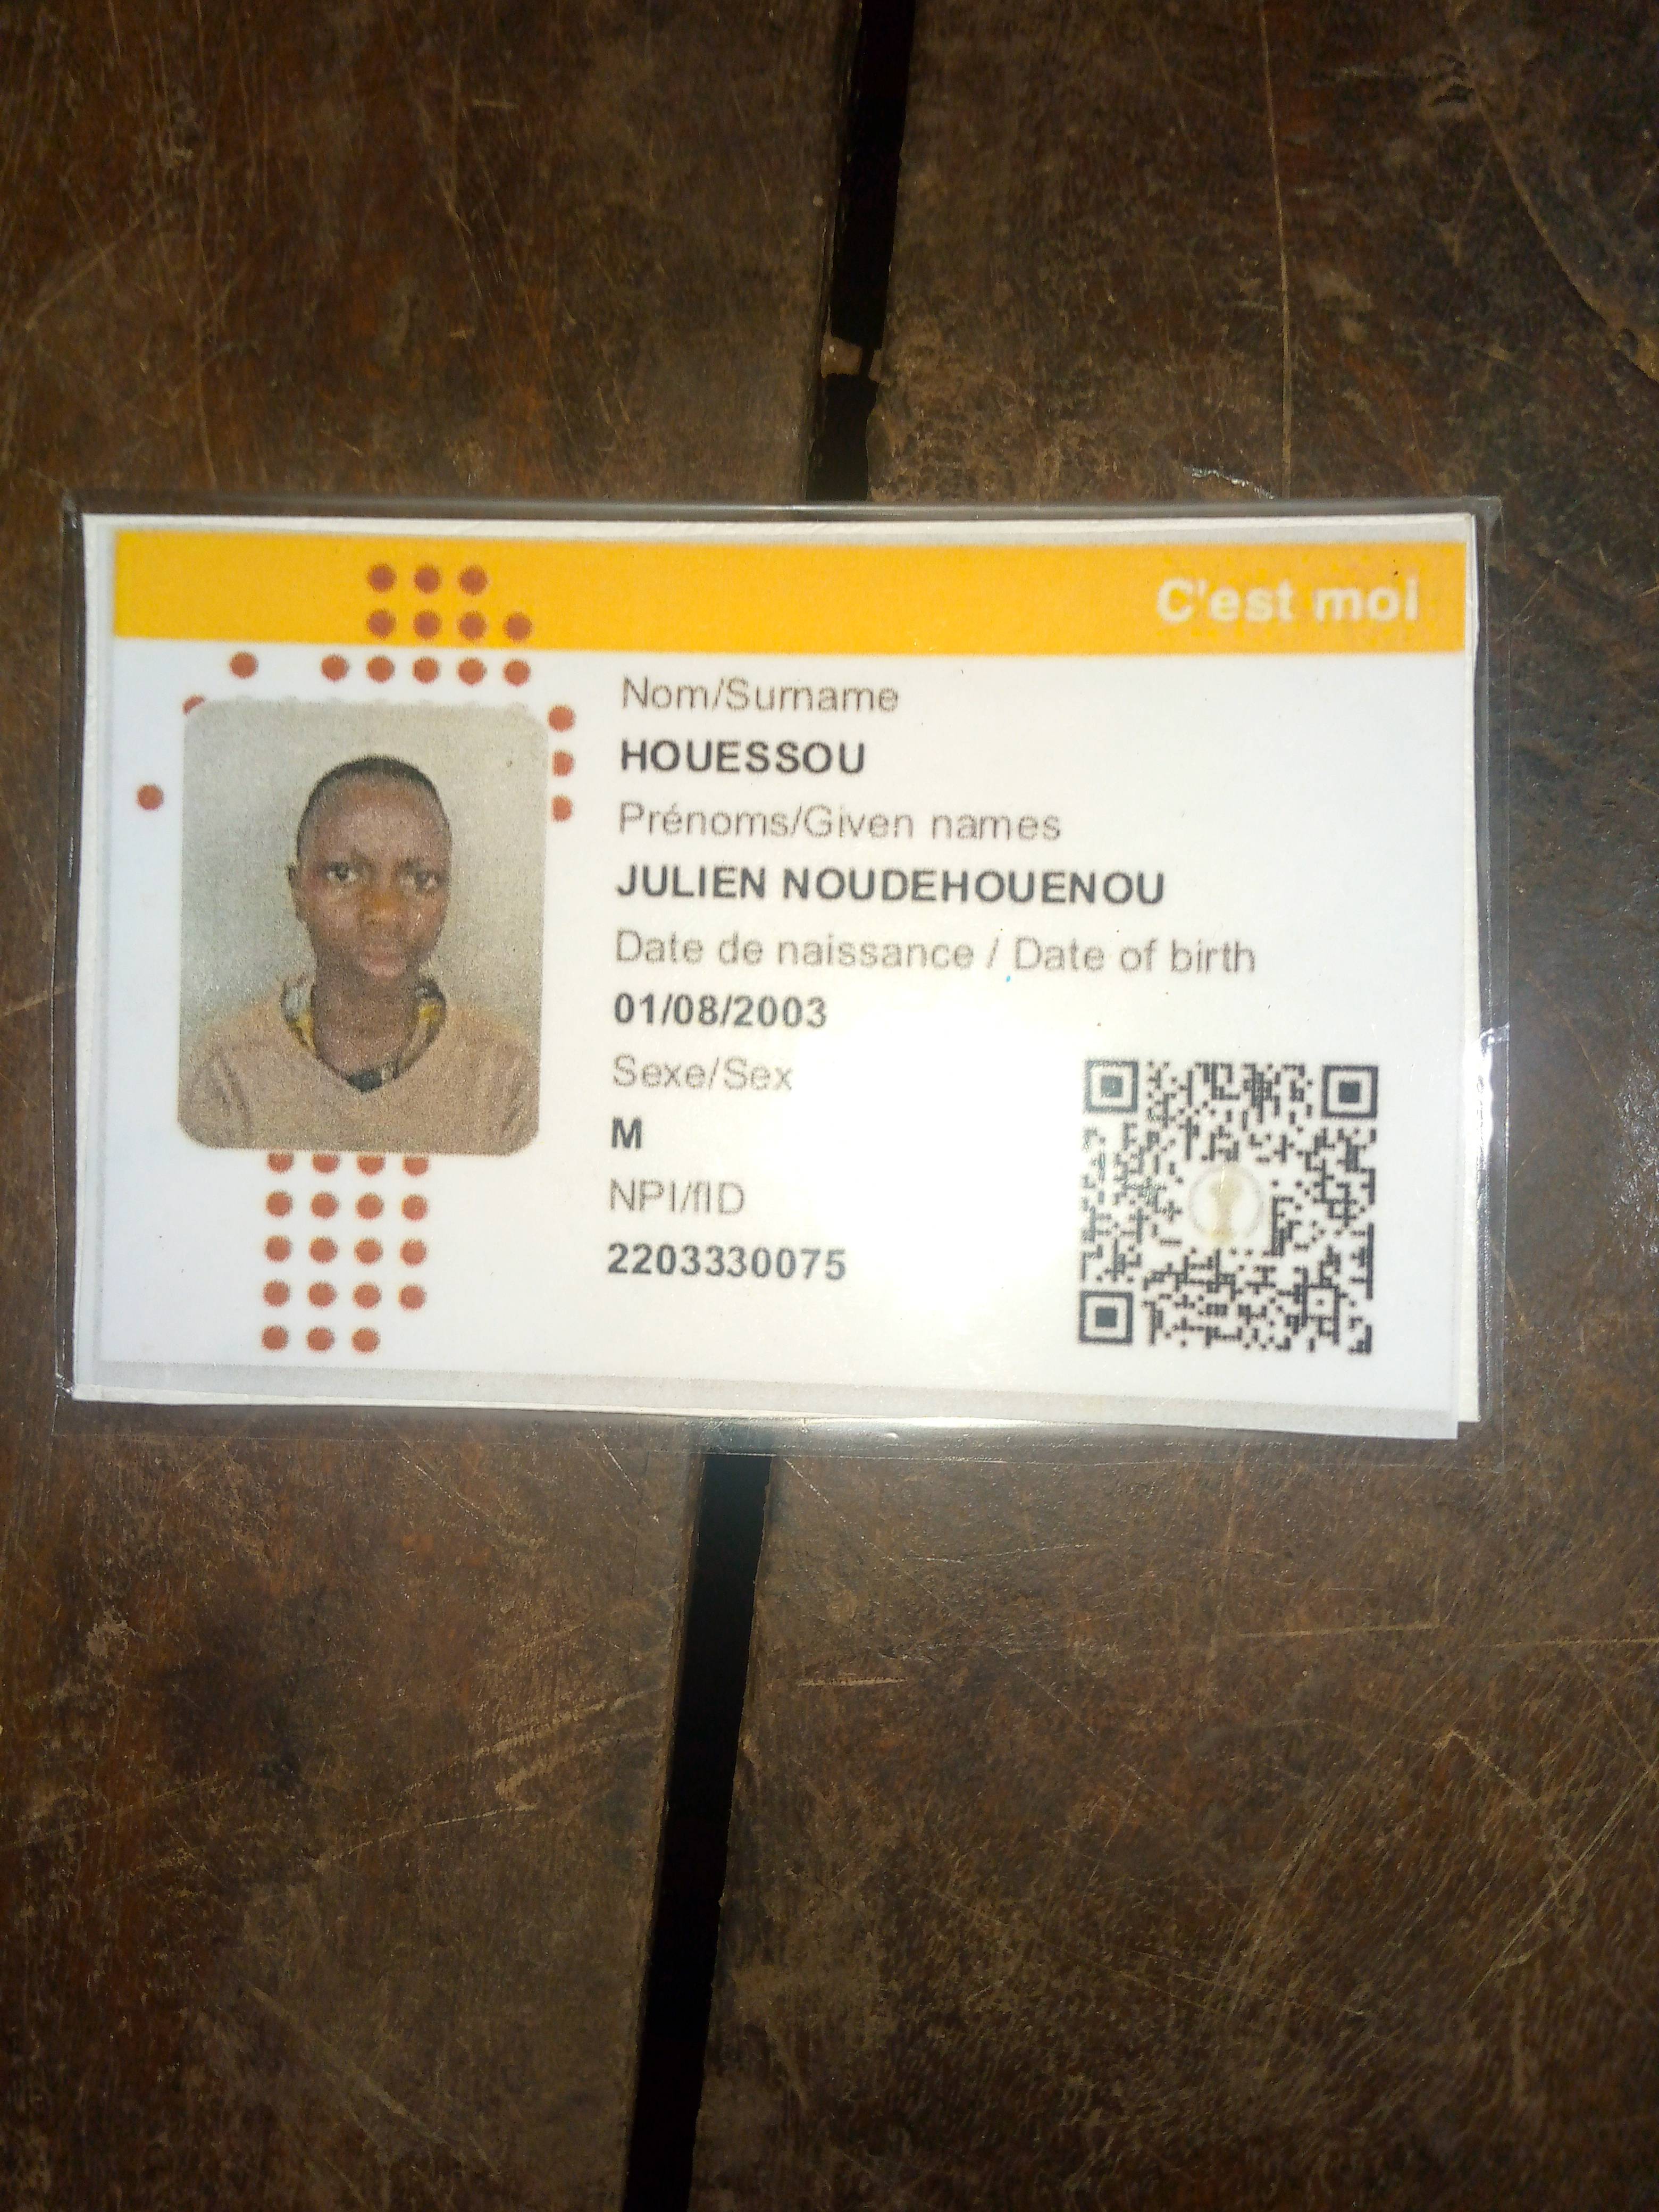 C'est moi
Nom/Surname
HOUESSOU
Prénoms/Given names
JULIEN NOUDEHOUENOU
Date de naissance / Date of birth
01/08/2003
Sexe/Sex
M
NPI/fID
2203330075